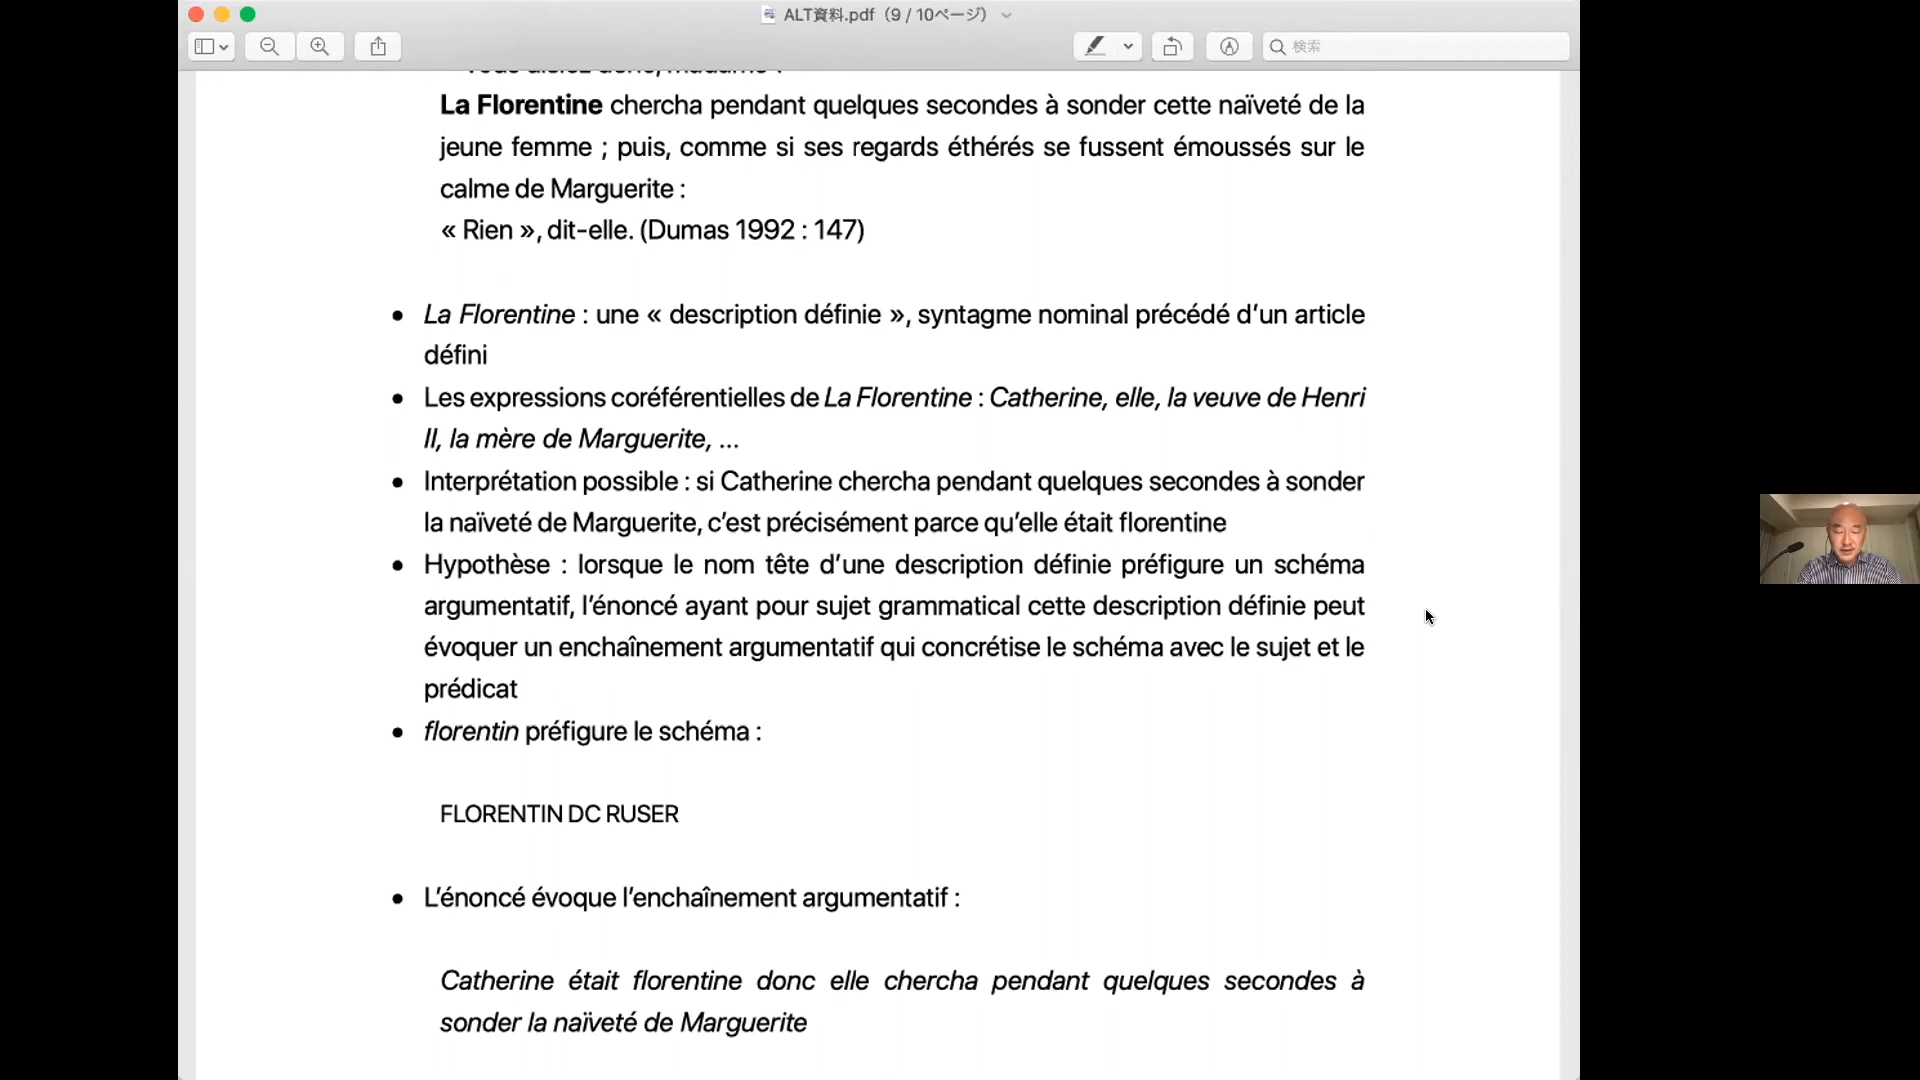 ALT資料.pdf（9 / 10ページ）
検索
La Florentine chercha pendant quelques secondes à sonder cette naïveté de la
jeune femme ; puis, comme si ses regards éthérés se fussent émoussés sur le
calme de Marguerite :
« Rien », dit-elle. (Dumas 1992 : 147)
• La Florentine : une « description définie », syntagme nominal précédé d’un article
défini
• Les expressions coréférentielles de La Florentine : Catherine, elle, la veuve de Henri
II, la mère de Marguerite, ...
• Interprétation possible : si Catherine chercha pendant quelques secondes à sonder
la naïveté de Marguerite, c’est précisément parce qu’elle était florentine
• Hypothèse : lorsque le nom tête d’une description définie préfigure un schéma
argumentatif, l’énoncé ayant pour sujet grammatical cette description définie peut
évoquer un enchaînement argumentatif qui concrétise le schéma avec le sujet et le
prédicat
• florentin préfigure le schéma :
FLORENTIN DC RUSER
• L’énoncé évoque l’enchaînement argumentatif :
Catherine était florentine donc elle chercha pendant quelques secondes à
sonder la naïveté de Marguerite